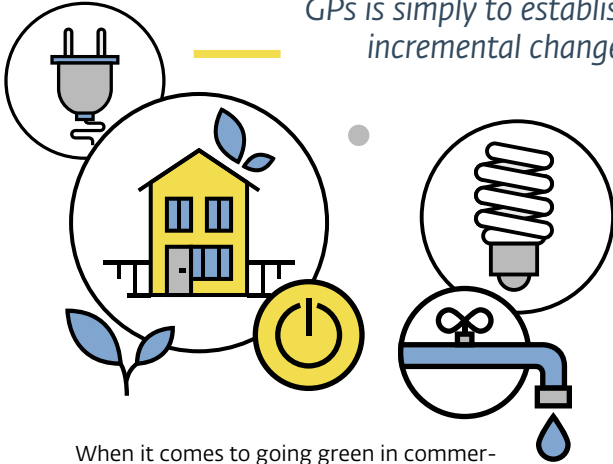 GPs is simply to establis
incremental change
When it comes to going green in commer-